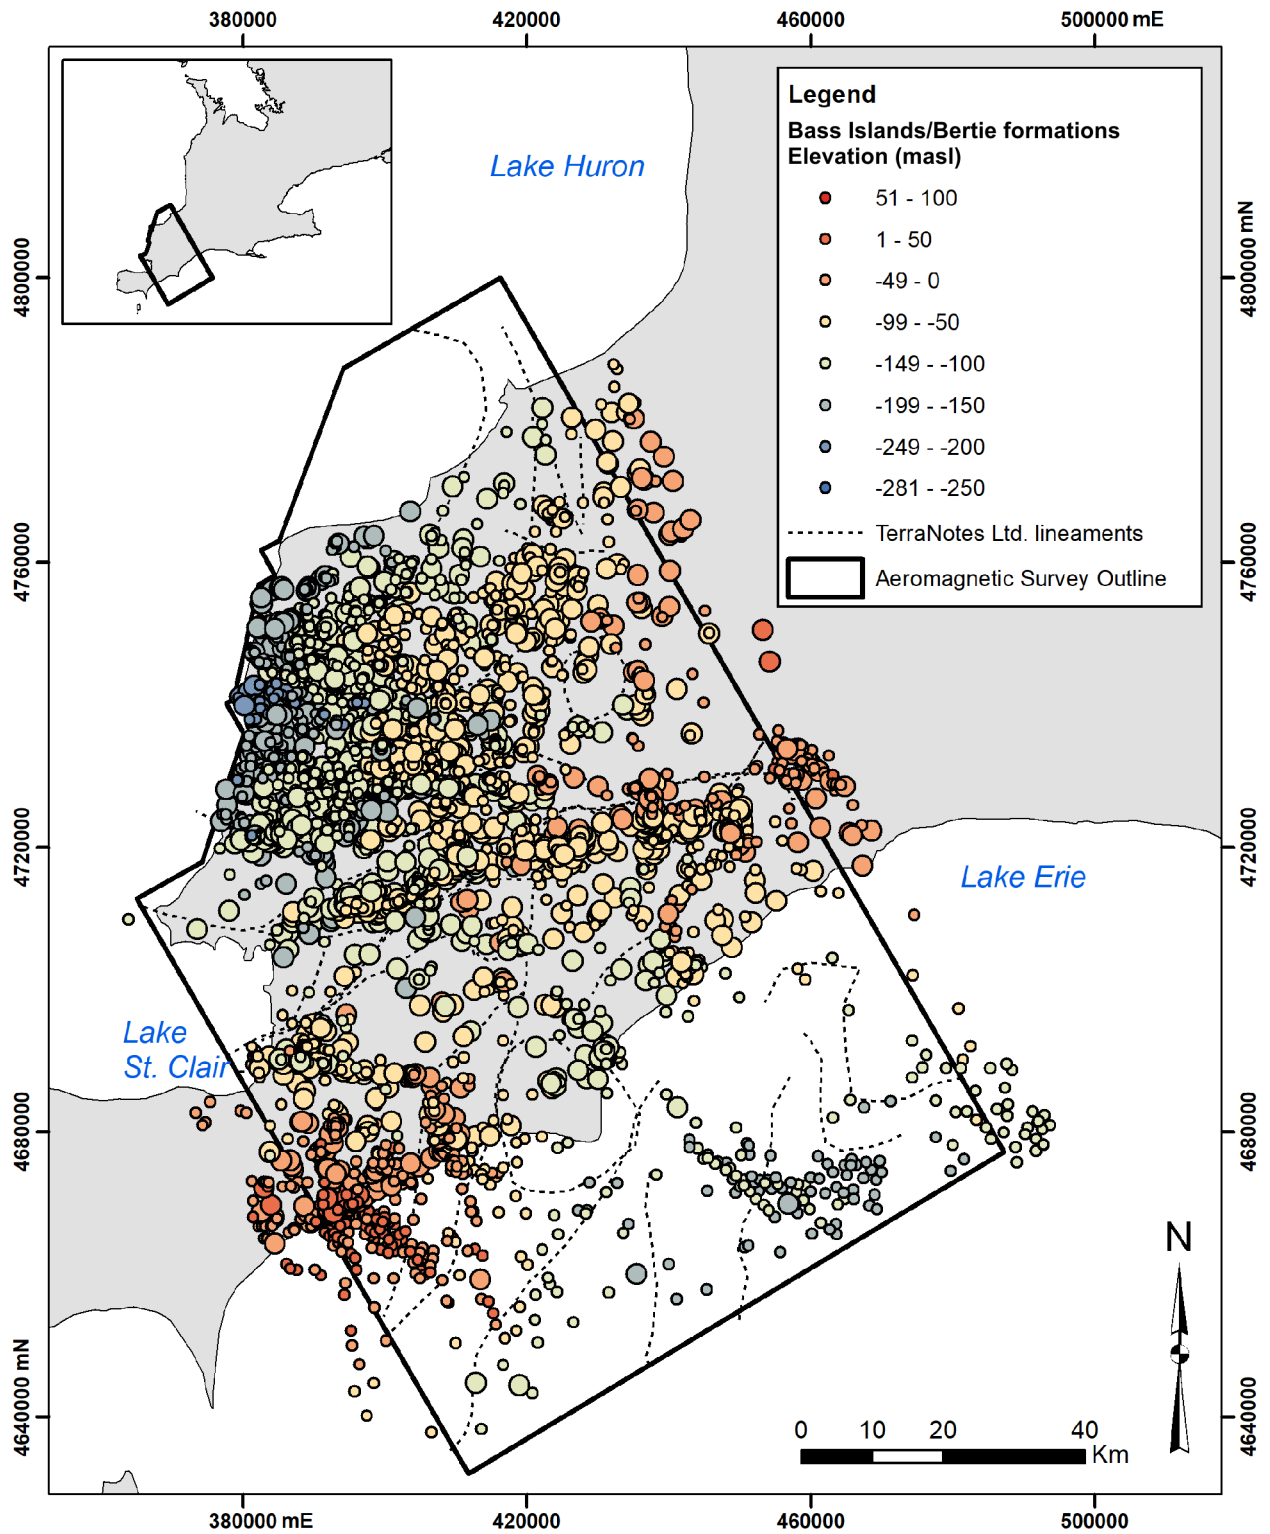 380000
420000
460000
500000 mE
Legend
Bass Islands/Bertie formations
Elevation (masl)
51 - 100
1 - 50
-49 - 0
-99 - -50
-149 - -100
-199 - -150
-249 - -200
-281 - -250
TerraNotes Ltd. lineaments
Aeromagnetic Survey Outline
Lake Huron
4800000
4800000 mN
4760000
4760000
4720000
4720000
Lake Erie
Lake
St. Clair
4680000
4680000
N
4640000 mN
4640000
0
10
20
40
Km
380000 mE
420000
460000
500000